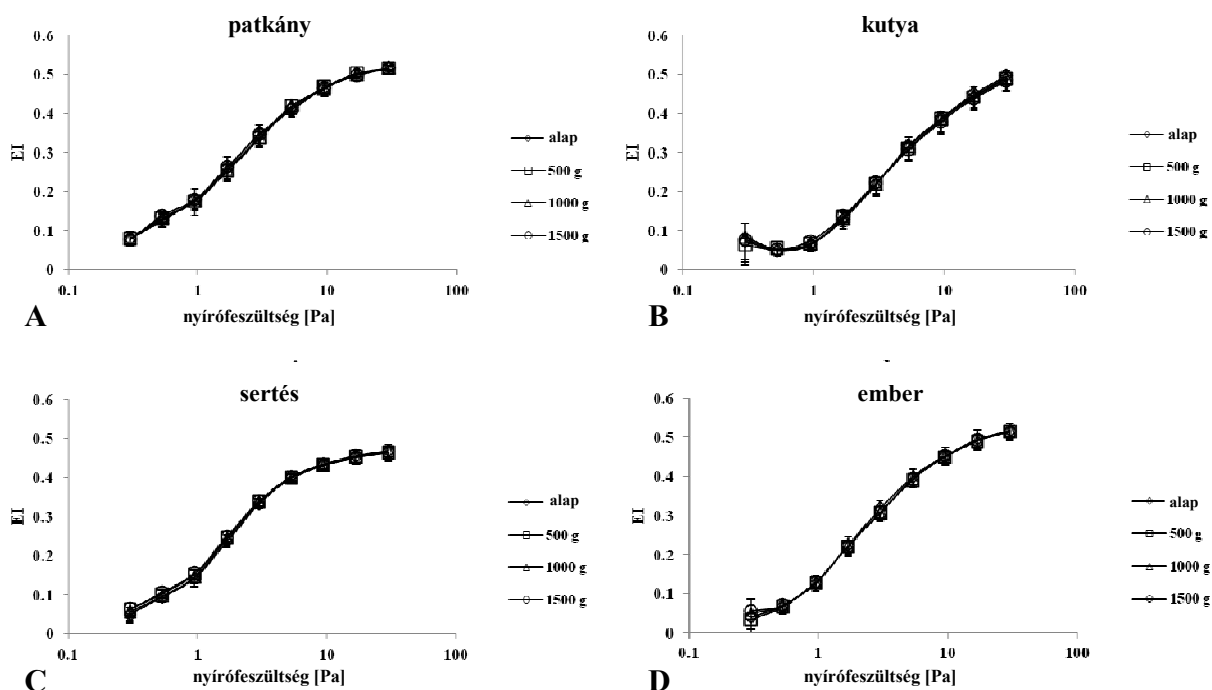 patkány
0.6
0.5
0.4
0.3
0.2
0.1
0
EI
0.1
1
10
100
nyírófeszültség [Pa]
alap
500 g
1000 g
1500 g
A
kutya
0.6
0.5
0.4
0.3
0.2
0.1
0
EI
0.1
1
10
100
nyírófeszültség [Pa]
alap
500 g
1000 g
1500 g
B
sertés
0.6
0.5
0.4
0.3
0.2
0.1
0
EI
0.1
1
10
100
nyírófeszültség [Pa]
alap
500 g
1000 g
1500 g
C
ember
0.6
0.5
0.4
0.3
0.2
0.1
0
EI
0.1
1
10
100
nyírófeszültség [Pa]
alap
500 g
1000 g
1500 g
D